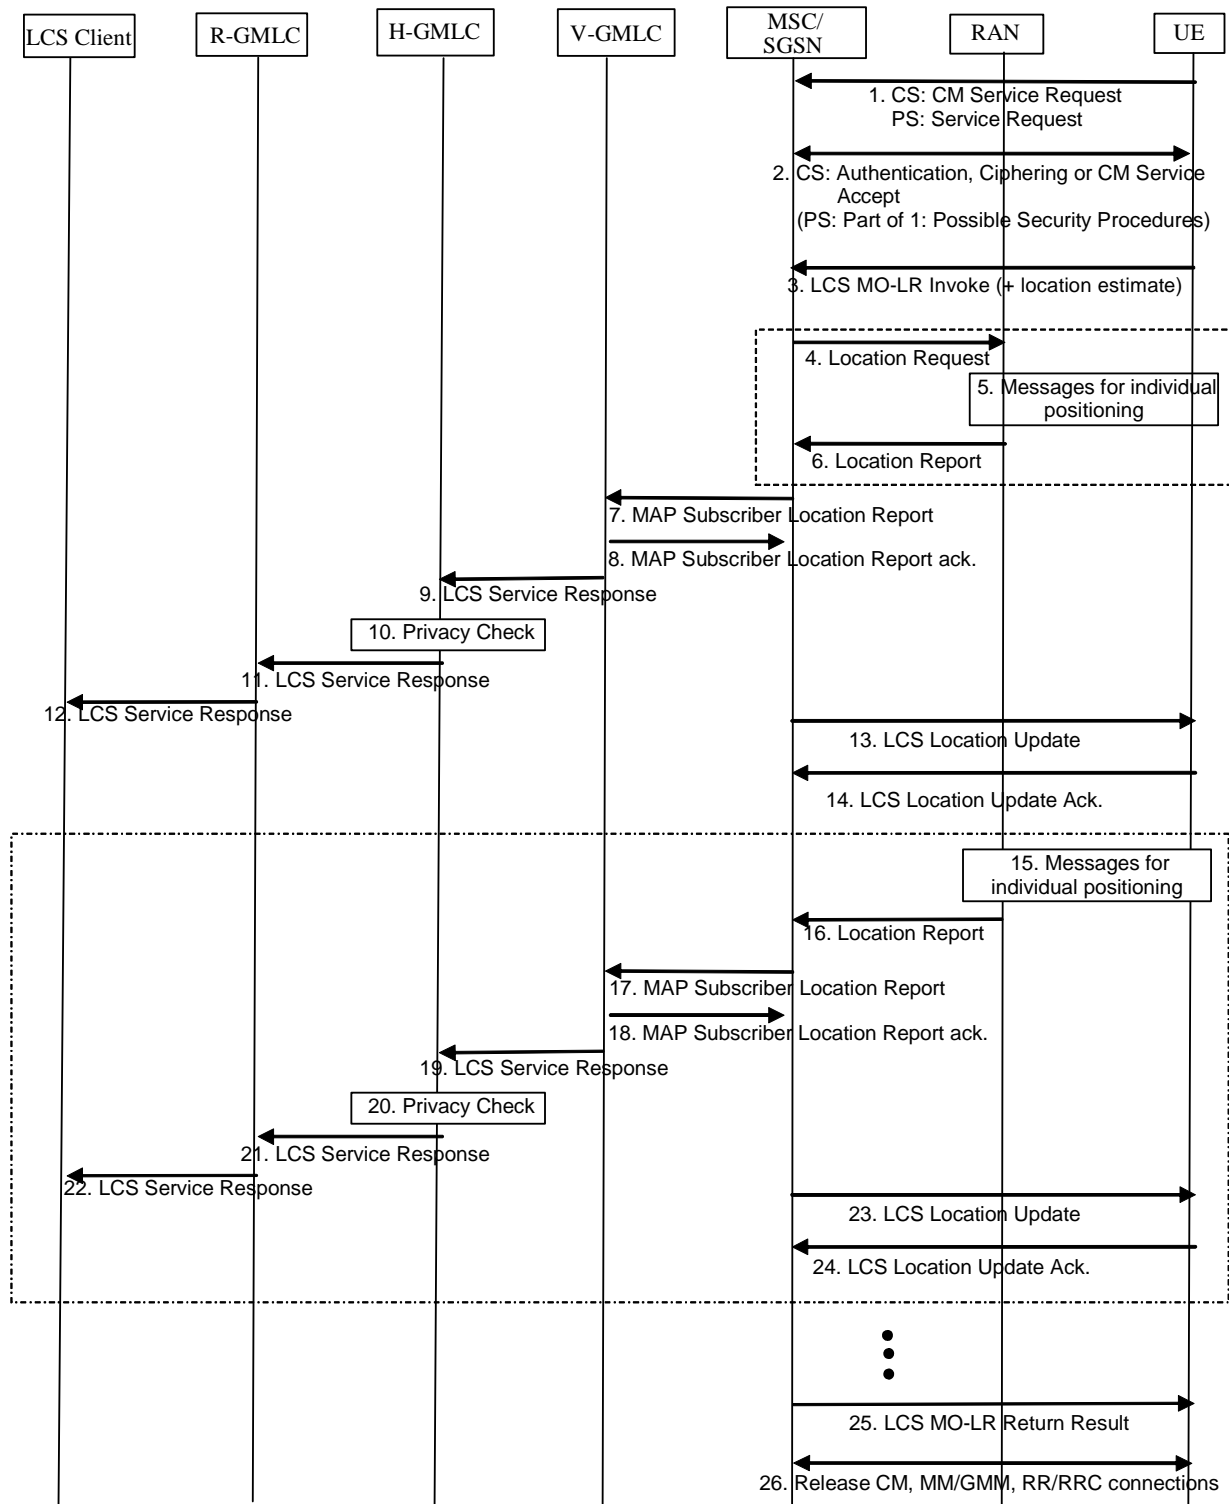 LCS Client
R-GMLC
H-GMLC
V-GMLC
MSC/
SGSN
RAN
UE
1. CS: CM Service Request
PS: Service Request
2. CS: Authentication, Ciphering or CM Service
Accept
(PS: Part of 1: Possible Security Procedures)
3. LCS MO-LR Invoke (+ location estimate)
4. Location Request
5. Messages for individual
positioning
6. Location Report
7. MAP Subscriber Location Report
8. MAP Subscriber Location Report ack.
9. LCS Service Response
10. Privacy Check
11. LCS Service Response
12. LCS Service Response
13. LCS Location Update
14. LCS Location Update Ack.
15. Messages for
individual positioning
16. Location Report
17. MAP Subscriber Location Report
18. MAP Subscriber Location Report ack.
19. LCS Service Response
20. Privacy Check
21. LCS Service Response
22. LCS Service Response
23. LCS Location Update
24. LCS Location Update Ack.
25. LCS MO-LR Return Result
26. Release CM, MM/GMM, RR/RRC connections